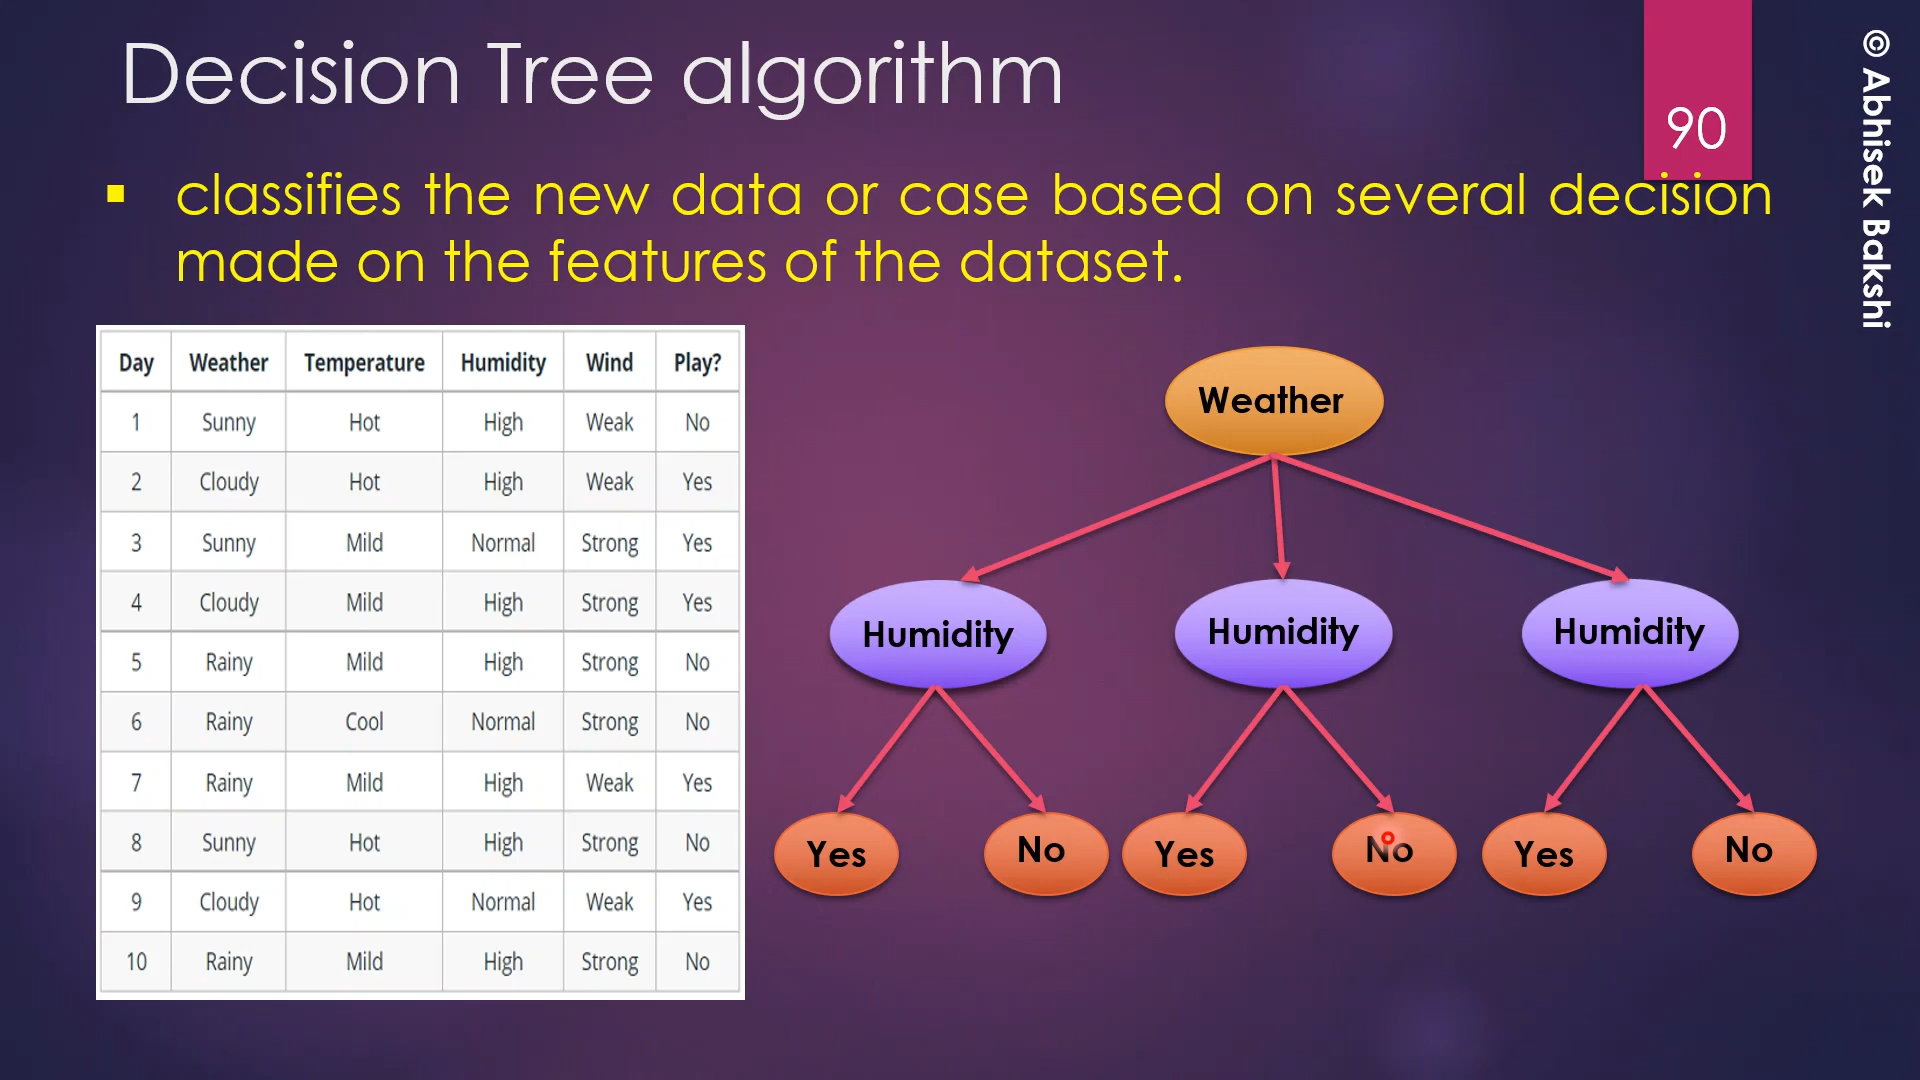 Decision Tree algorithm
90
© Abhisek Bakshi
▪ classifies the new data or case based on several decision
made on the features of the dataset.
Day Weather Temperature Humidity Wind Play?
1 Sunny Hot High Weak No
2 Cloudy Hot High Weak Yes
3 Sunny Mild Normal Strong Yes
4 Cloudy Mild High Strong Yes
5 Rainy Mild High Strong No
6 Rainy Cool Normal Strong No
7 Rainy Mild High Weak Yes
8 Sunny Hot High Strong No
9 Cloudy Hot Normal Weak Yes
10 Rainy Mild High Strong No
Weather
Humidity Humidity Humidity
Yes No Yes No Yes No